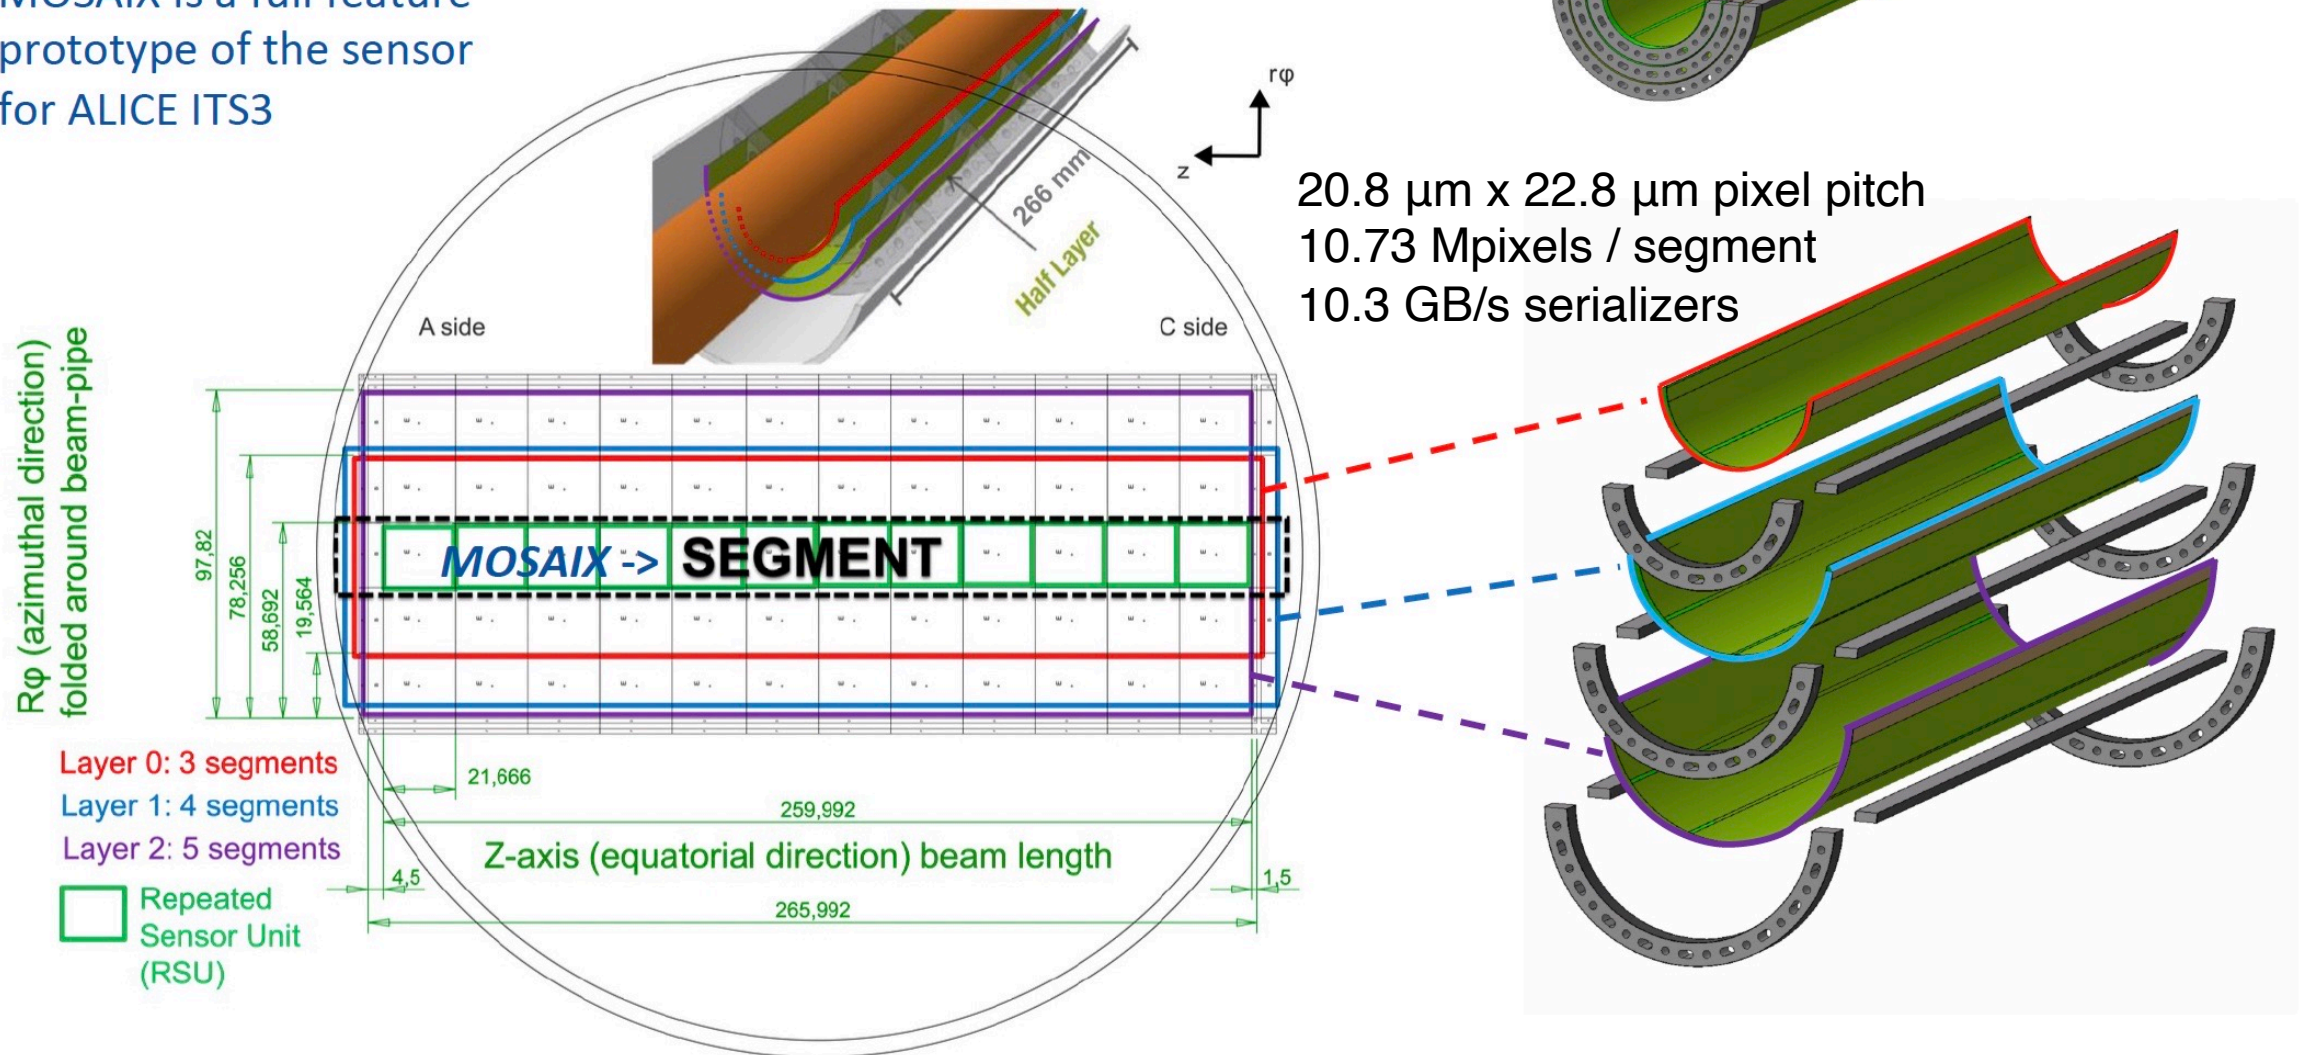 MOSAIX is a full feature
prototype of the sensor
for ALICE ITS3
rφ
z
266 mm
Half Layer
20.8 µm x 22.8 µm pixel pitch
10.73 Mpixels / segment
10.3 GB/s serializers
A side
C side
Rφ (azimuthal direction)
folded around beam-pipe
97,82
78,256
58,692
19,564
MOSAIX -> SEGMENT
Layer 0: 3 segments
Layer 1: 4 segments
Layer 2: 5 segments
Repeated
Sensor Unit
(RSU)
21,666
259,992
Z-axis (equatorial direction) beam length
4,5
1,5
265,992